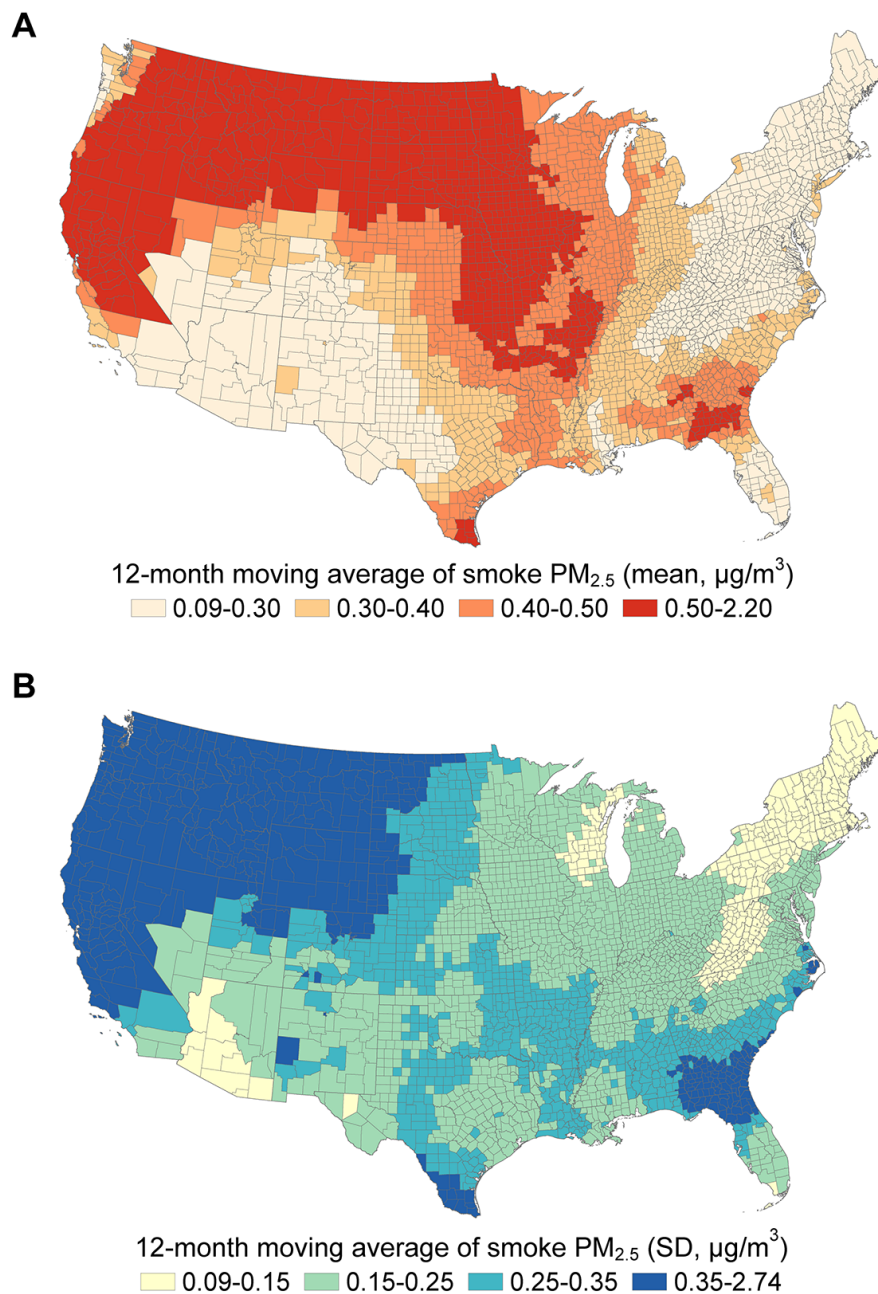 A
12-month moving average of smoke PM2.5 (mean, µg/m3)
0.09-0.30 0.30-0.40 0.40-0.50 0.50-2.20
B
12-month moving average of smoke PM2.5 (SD, µg/m3)
0.09-0.15 0.15-0.25 0.25-0.35 0.35-2.74